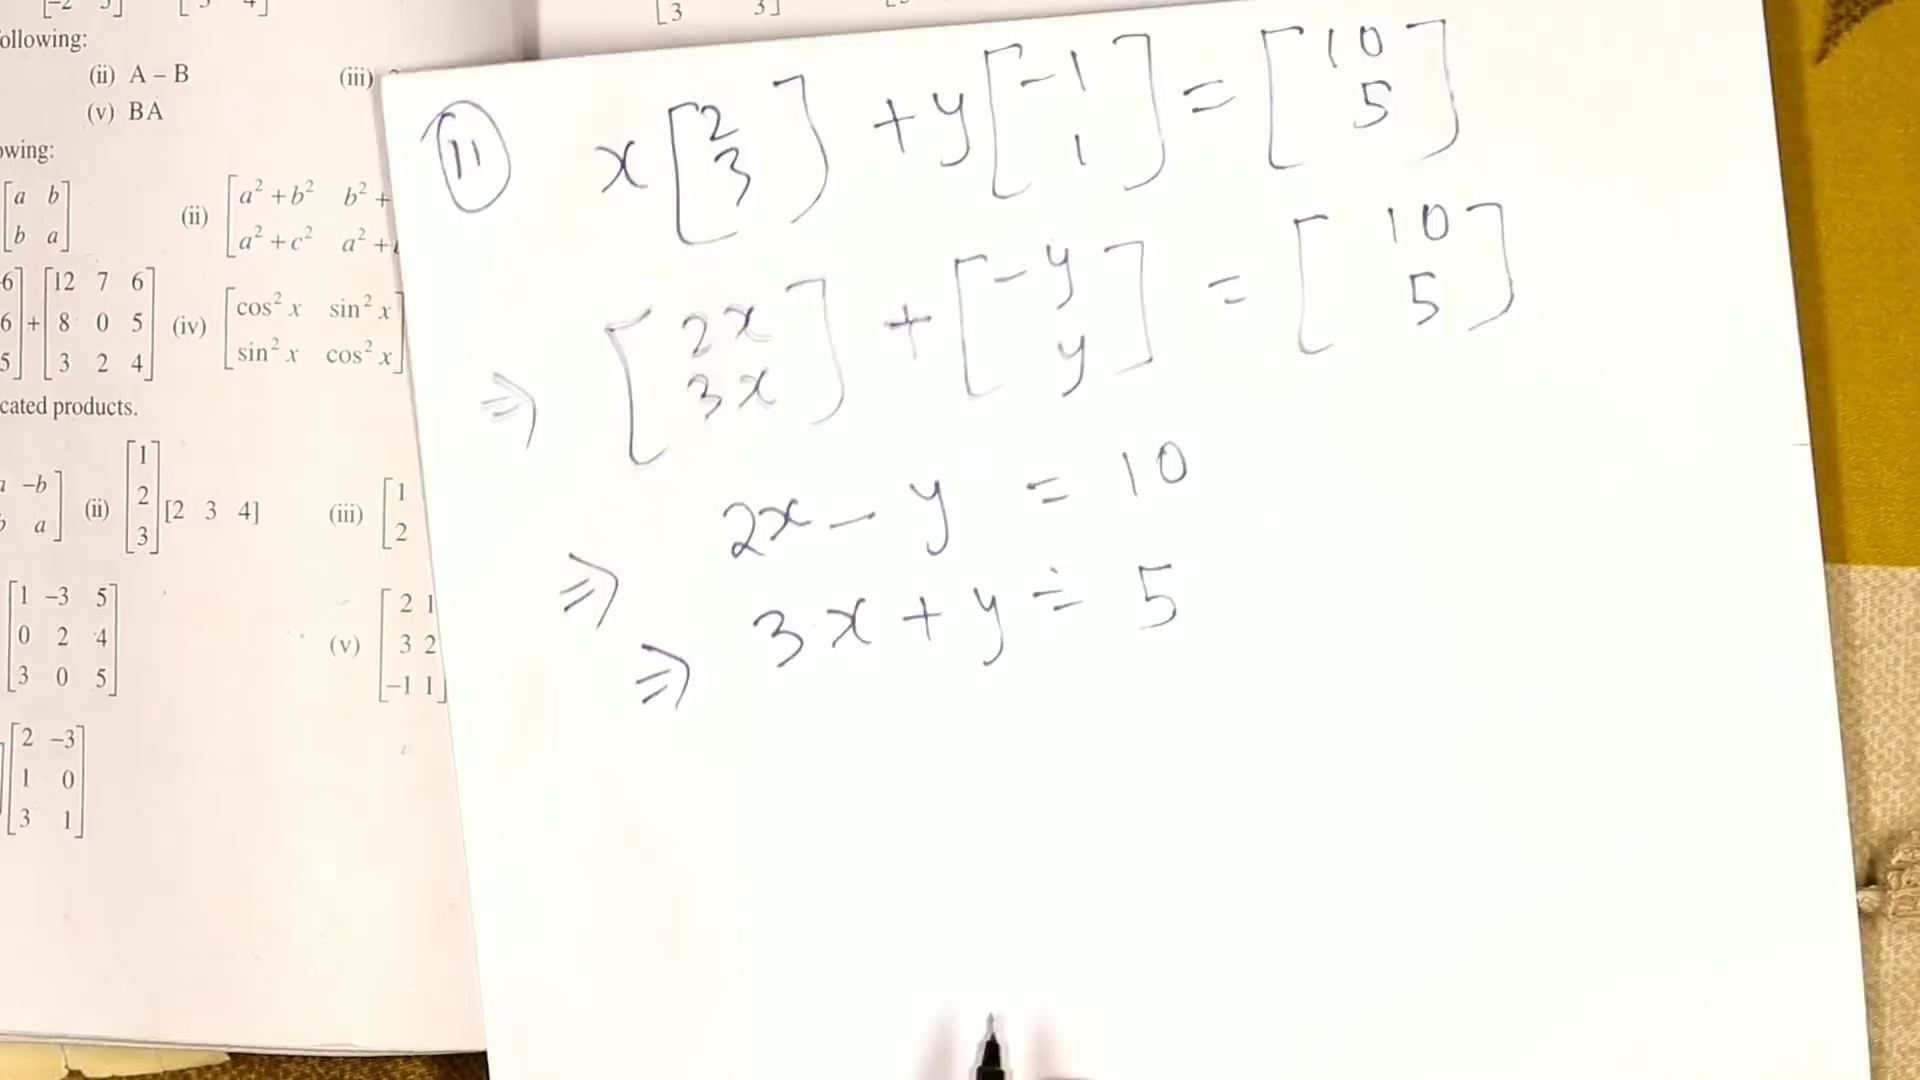 ollowing:
(ii) A – B (iii)
(v) BA
owing:
[a b
b a] (ii) [a² + b² b² +
a² + c² a² +
6] + [12 7 6
6 8 0 5
5 3 2 4] (iv) [cos² x sin² x
sin² x cos² x]
cated products.
–b
a] (ii) [1
2
3] [2 3 4] (iii) [1
2
[1 –3 5
0 2 4
3 0 5] (v) [2 1
3 2
–1 1]
[2 –3
1 0
3 1]
11 x[2
3] + y[-1
1] = [10
5]
⇒ [2x
3x] + [-y
y] = [10
5]
⇒ 2x - y = 10
⇒ 3x + y = 5